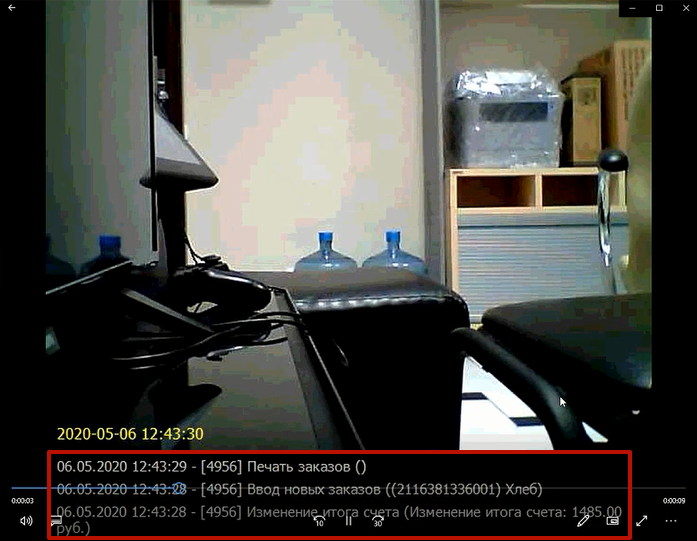 2020-05-06 12:43:30
06.05.2020 12:43:29 - [4956] Печать заказов ()
06.05.2020 12:43:28 - [4956] Ввод новых заказов ((2116381336001) Хлеб)
06.05.2020 12:43:28 - [4956] Изменение итога счета (Изменение итога счета: 1485.00
руб.)
0:00:03
0:00:09
10
30